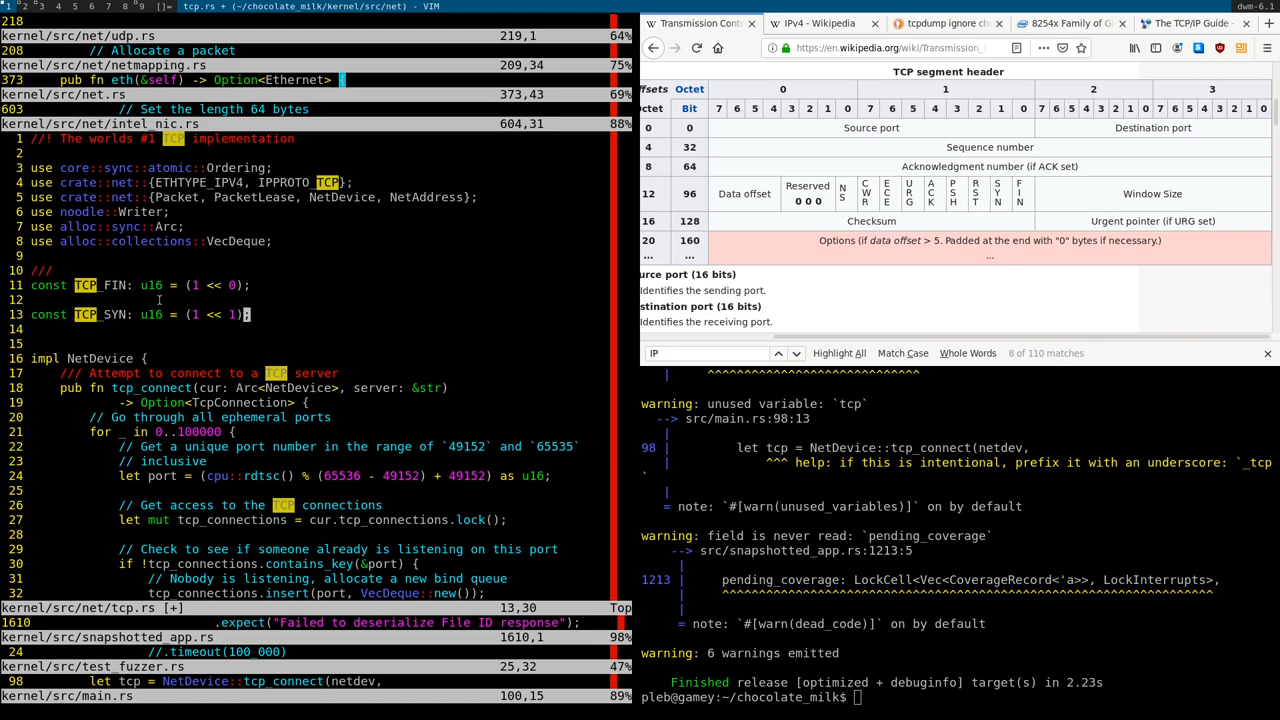 1 2 3 4 5 6 7 8 9 []= tcp.rs + (~/chocolate_milk/kernel/src/net) - VIM
dwm-6.1
218
kernel/src/net/udp.rs 219,1 64%
208 // Allocate a packet
kernel/src/net/netmapping.rs 209,34 75%
373 pub fn eth(&self) -> Option<Ethernet> {
kernel/src/net.rs 373,43 69%
603 // Set the length 64 bytes
kernel/src/net/intel_nic.rs 604,31 88%
1 //! The worlds #1 TCP implementation
2
3 use core::sync::atomic::Ordering;
4 use crate::net::{ETHTYPE_IPV4, IPPROTO_TCP};
5 use crate::net::{Packet, PacketLease, NetDevice, NetAddress};
6 use noodle::Writer;
7 use alloc::sync::Arc;
8 use alloc::collections::VecDeque;
9
10 ///
11 const TCP_FIN: u16 = (1 << 0);
12
13 const TCP_SYN: u16 = (1 << 1);
14
15
16 impl NetDevice {
17 /// Attempt to connect to a TCP server
18 pub fn tcp_connect(cur: Arc<NetDevice>, server: &str)
19 -> Option<TcpConnection> {
20 // Go through all ephemeral ports
21 for _ in 0..100000 {
22 // Get a unique port number in the range of `49152` and `65535`
23 // inclusive
24 let port = (cpu::rdtsc() % (65536 - 49152) + 49152) as u16;
25
26 // Get access to the TCP connections
27 let mut tcp_connections = cur.tcp_connections.lock();
28
29 // Check to see if someone already is listening on this port
30 if !tcp_connections.contains_key(&port) {
31 // Nobody is listening, allocate a new bind queue
32 tcp_connections.insert(port, VecDeque::new());
kernel/src/net/tcp.rs [+] 13,30 Top
1610 .expect("Failed to deserialize File ID response");
kernel/src/snapshotted_app.rs 1610,1 98%
24 //.timeout(100_000)
kernel/src/test_fuzzer.rs 25,32 47%
98 let tcp = NetDevice::tcp_connect(netdev,
kernel/src/main.rs 100,15 89%
Transmission Cont IPv4 - Wikipedia tcpdump ignore ch 8254x Family of Gi The TCP/IP Guide -
https://en.wikipedia.org/wiki/Transmission_
TCP segment header
ffsets Octet 0 1 2 3
Octet Bit 7 6 5 4 3 2 1 0 7 6 5 4 3 2 1 0 7 6 5 4 3 2 1 0 7 6 5 4 3 2 1 0
0 0 Source port Destination port
4 32 Sequence number
8 64 Acknowledgment number (if ACK set)
12 96 Data offset Reserved 0 0 0 NS CWR ECE URG ACK PSH RST SYN FIN Window Size
16 128 Checksum Urgent pointer (if URG set)
20 160 Options (if data offset > 5. Padded at the end with "0" bytes if necessary.)
... ... ...
urce port (16 bits)
Identifies the sending port.
stination port (16 bits)
Identifies the receiving port.
IP Highlight All Match Case Whole Words 8 of 110 matches
| ^^^^^^^^^^^^^^^^^^^^^^^^^^^^
warning: unused variable: `tcp`
--> src/main.rs:98:13
|
98 | let tcp = NetDevice::tcp_connect(netdev,
| ^^^ help: if this is intentional, prefix it with an underscore: `_tcp
`
|
= note: `#[warn(unused_variables)]` on by default
warning: field is never read: `pending_coverage`
--> src/snapshotted_app.rs:1213:5
|
1213 | pending_coverage: LockCell<Vec<CoverageRecord<'a>>, LockInterrupts>,
| ^^^^^^^^^^^^^^^^^^^^^^^^^^^^^^^^^^^^^^^^^^^^^^^^^^^^^^^^^^^^^^^^^^^
|
= note: `#[warn(dead_code)]` on by default
warning: 6 warnings emitted
Finished release [optimized + debuginfo] target(s) in 2.23s
pleb@gamey:~/chocolate_milk$